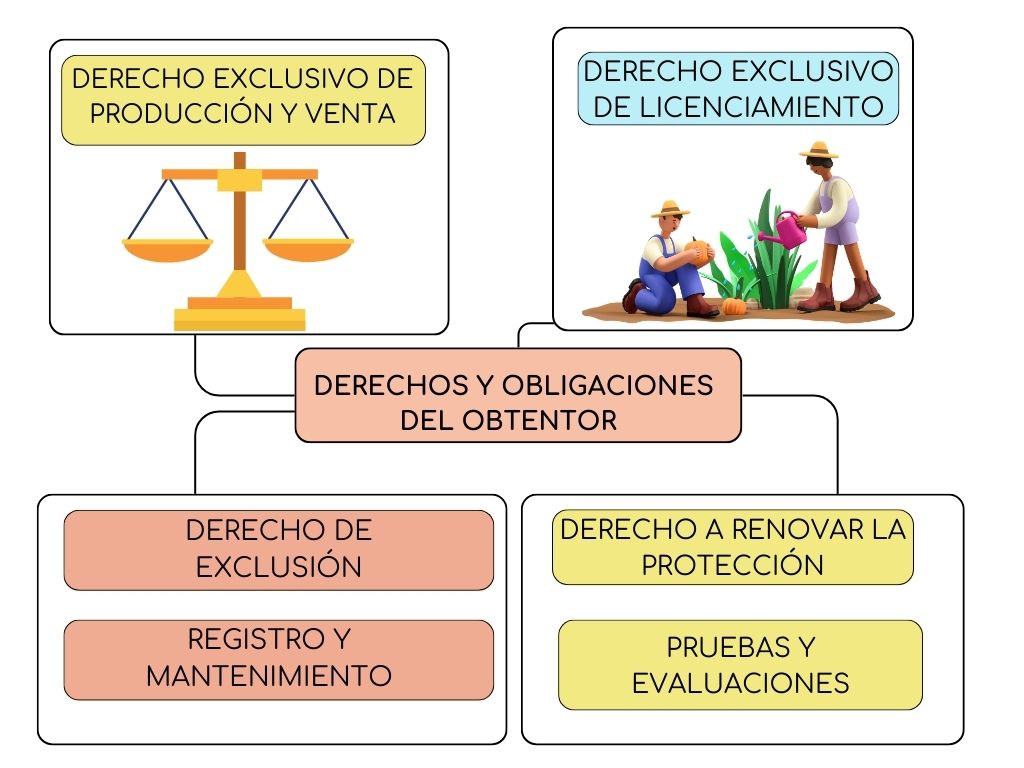 DERECHO EXCLUSIVO DE
PRODUCCIÓN Y VENTA
DERECHO EXCLUSIVO
DE LICENCIAMIENTO
DERECHOS Y OBLIGACIONES
DEL OBTENTOR
DERECHO DE
EXCLUSIÓN
REGISTRO Y
MANTENIMIENTO
DERECHO A RENOVAR LA
PROTECCIÓN
PRUEBAS Y
EVALUACIONES